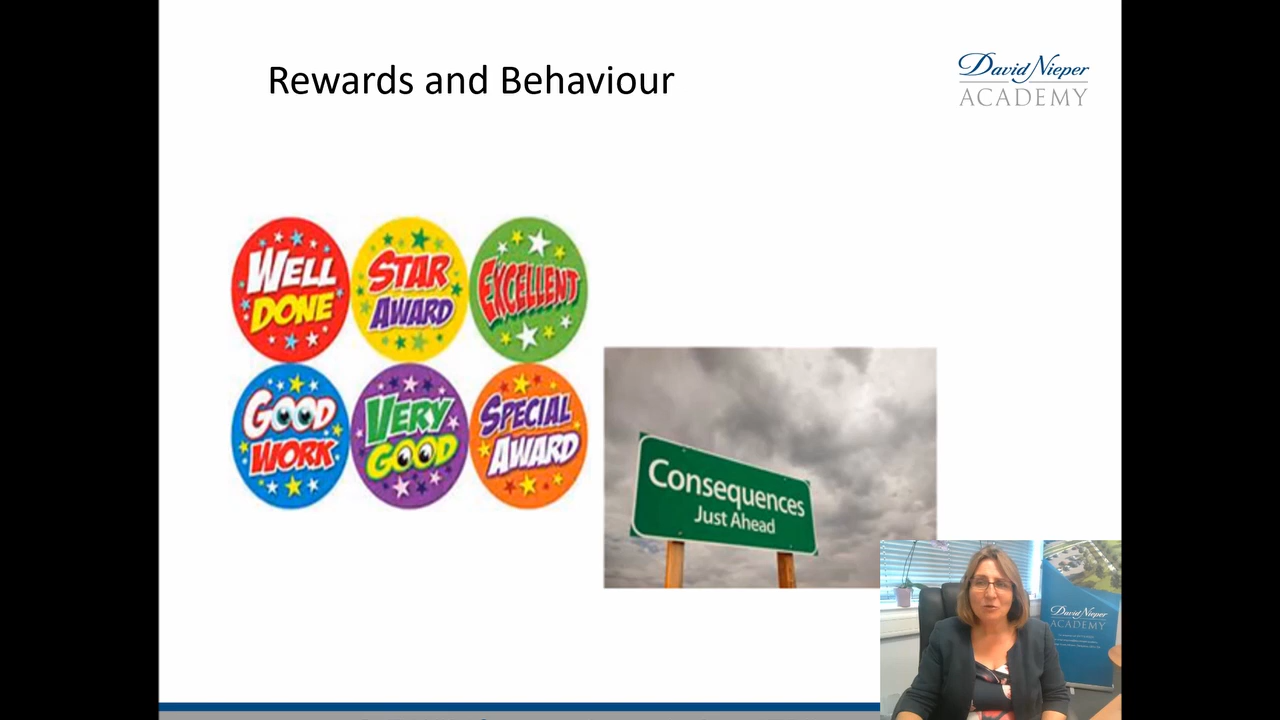 Rewards and Behaviour
David Nieper
ACADEMY
WELL
DONE
STAR
AWARD
EXCELLENT
GOOD
WORK
VERY
GOOD
SPECIAL
AWARD
Consequences
Just Ahead
David Nieper
ACADEMY